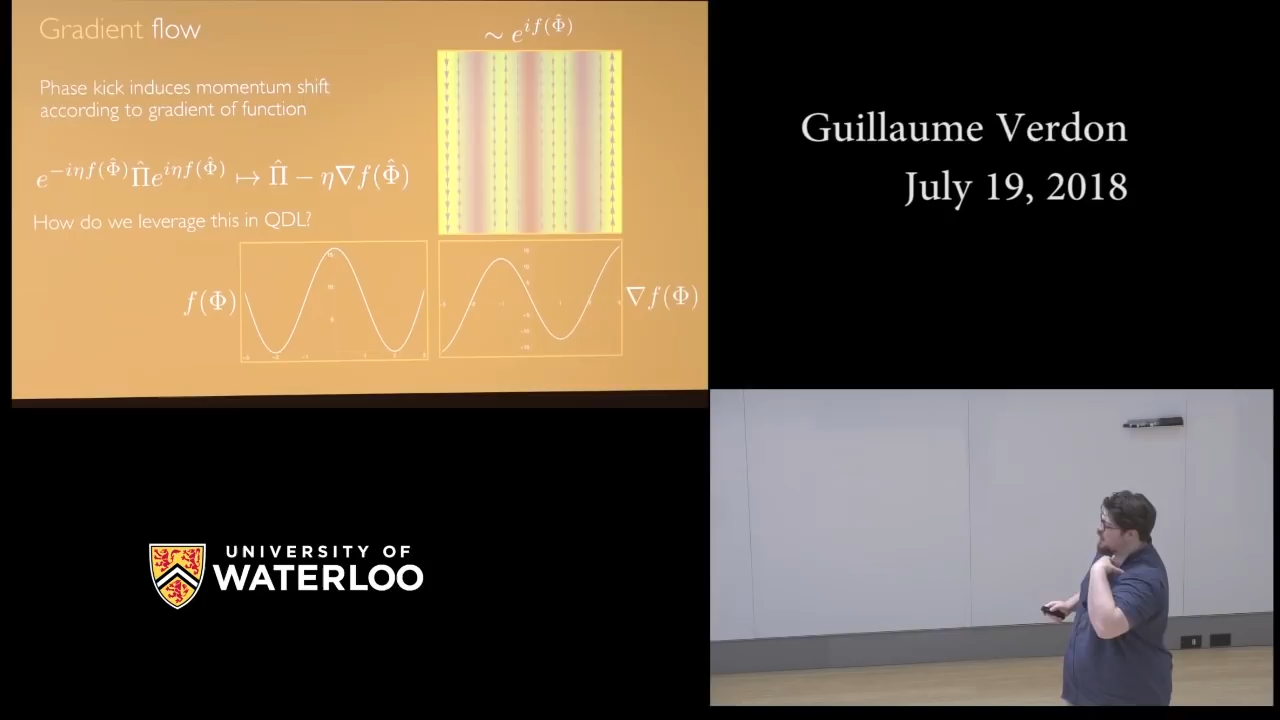 Gradient flow
∼ e^{if(Φ̂)}
Phase kick induces momentum shift
according to gradient of function
e^{-iηf(Φ̂)} Π̂ e^{iηf(Φ̂)} ↦ Π̂ − η∇f(Φ̂)
How do we leverage this in QDL?
f(Φ)
∇f(Φ)
Guillaume Verdon
July 19, 2018
UNIVERSITY OF
WATERLOO